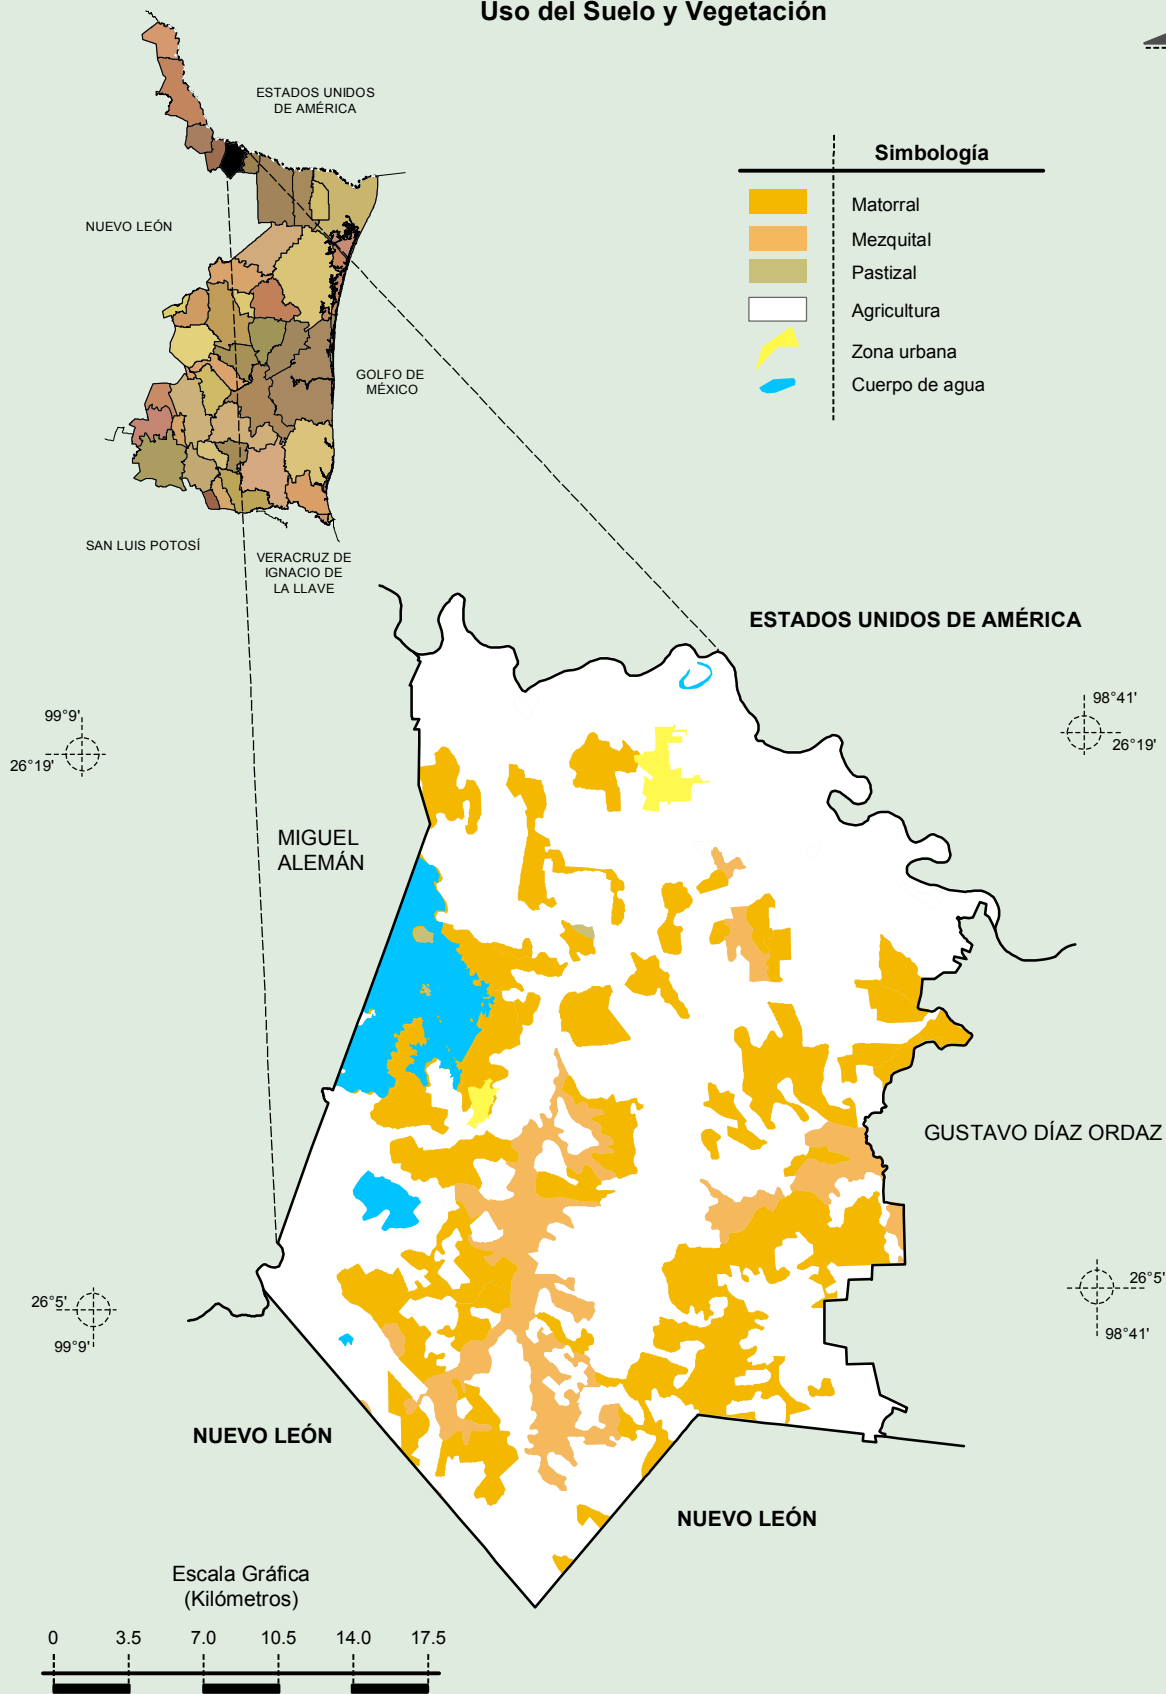 Uso del Suelo y Vegetación
ESTADOS UNIDOS
DE AMÉRICA
NUEVO LEÓN
GOLFO DE
MÉXICO
SAN LUIS POTOSÍ
VERACRUZ DE
IGNACIO DE
LA LLAVE
Simbología
Matorral
Mezquital
Pastizal
Agricultura
Zona urbana
Cuerpo de agua
ESTADOS UNIDOS DE AMÉRICA
99°9'
26°19'
98°41'
26°19'
MIGUEL
ALEMÁN
GUSTAVO DÍAZ ORDAZ
26°5'
99°9'
26°5'
98°41'
NUEVO LEÓN
NUEVO LEÓN
Escala Gráfica
(Kilómetros)
0 3.5 7.0 10.5 14.0 17.5